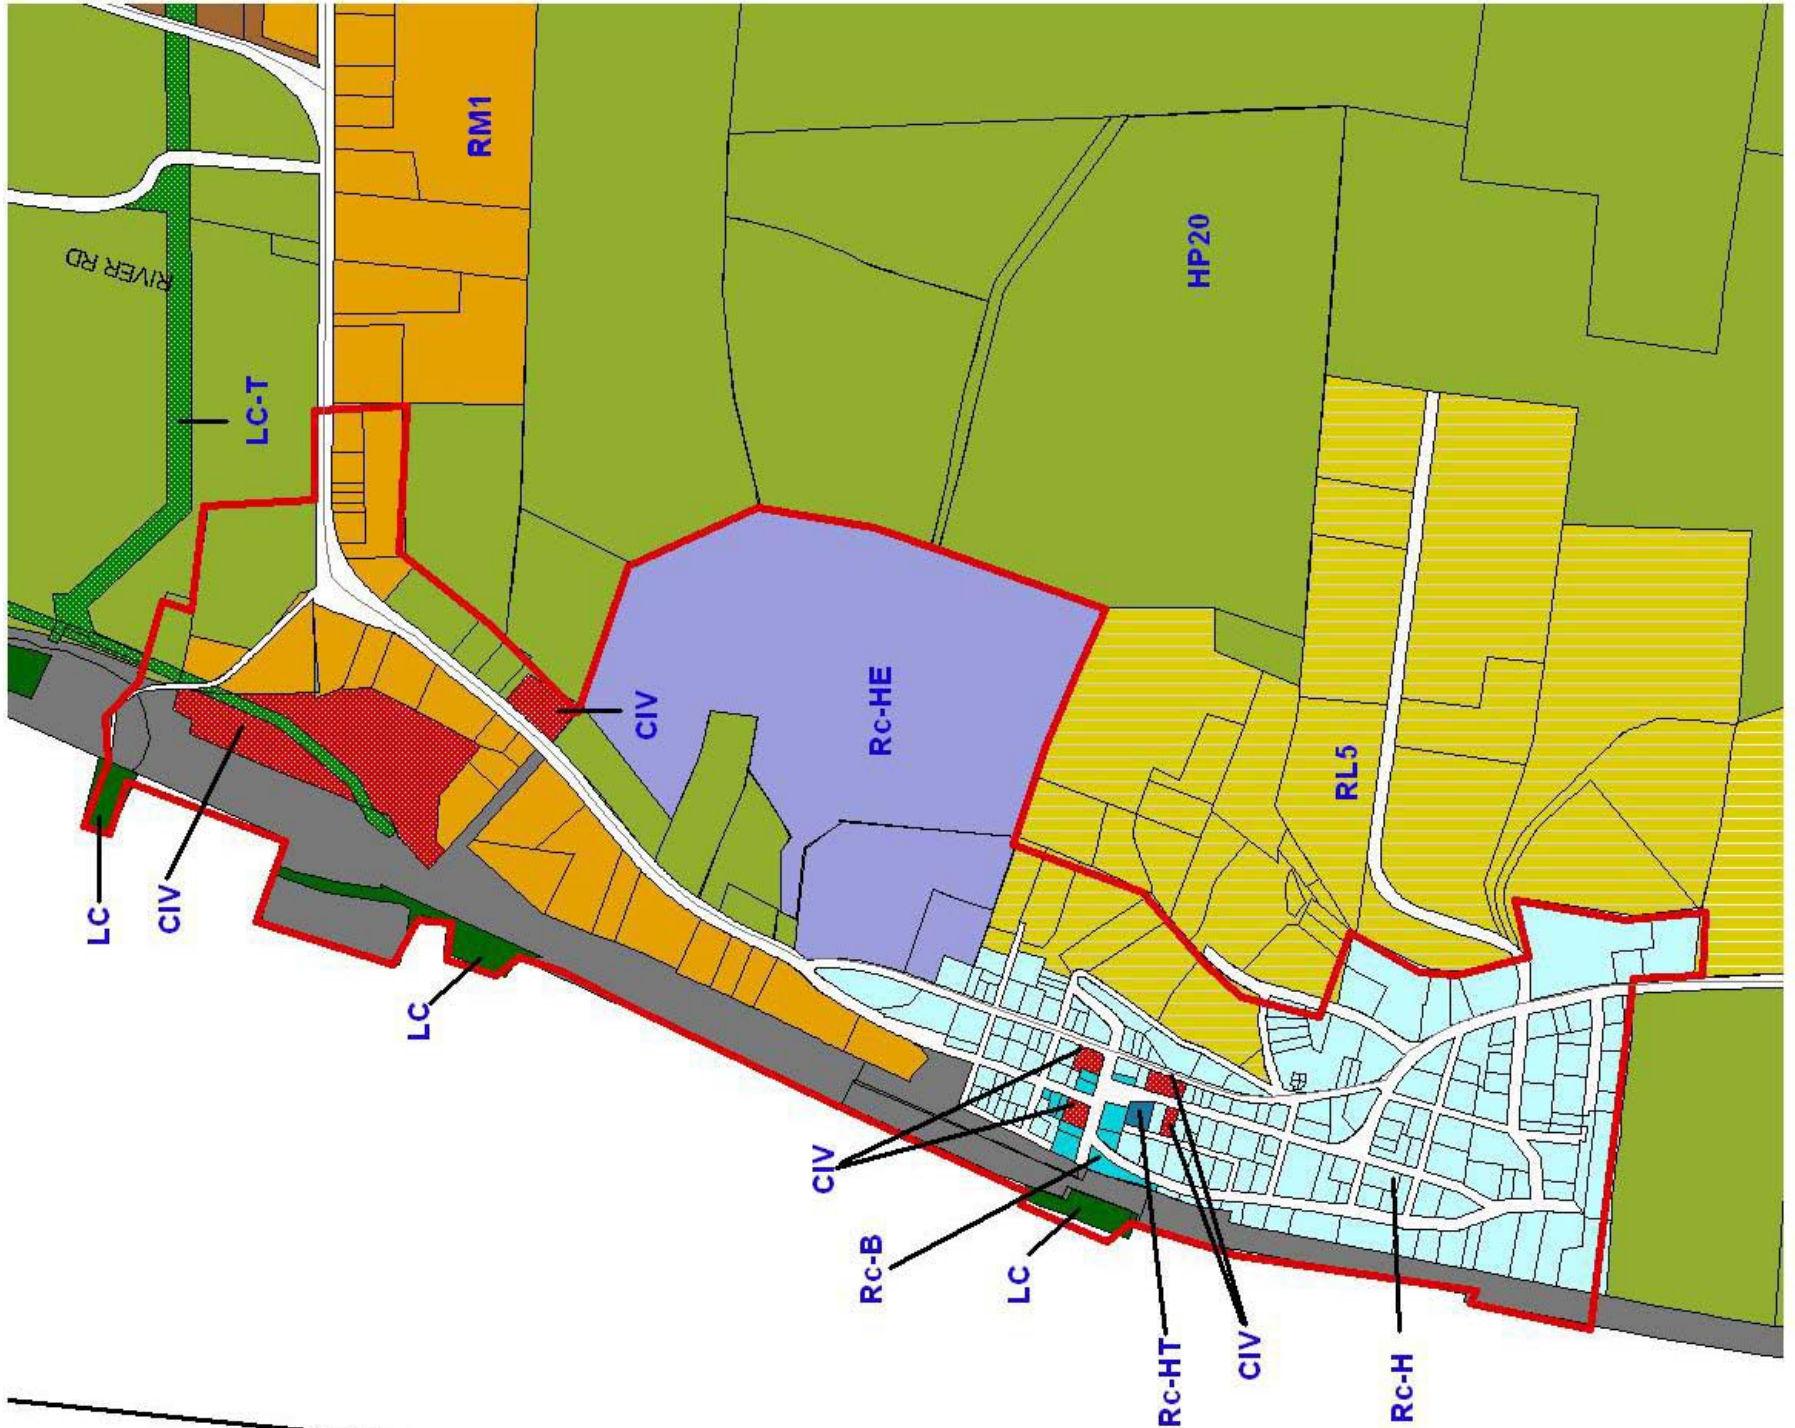 RM1
RIVER RD
HP20
LC-T
CIV
Rc-HE
RL5
LC
CIV
LC
CIV
Rc-B
LC
Rc-HT
CIV
Rc-H